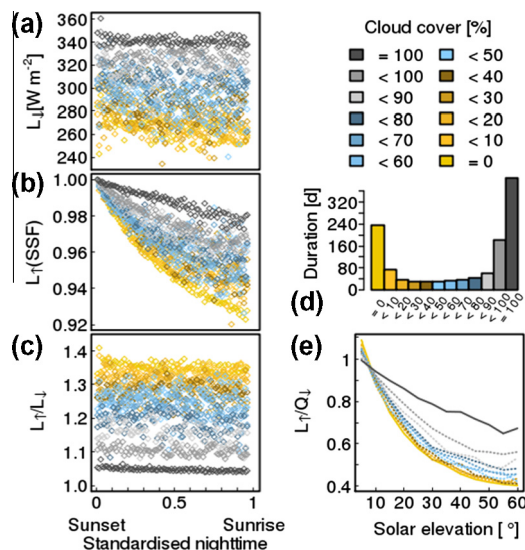 (a)
L↓[W m⁻²]
360
340
320
300
280
260
240
(b)
L↑(SSF)
1.00
0.98
0.96
0.94
0.92
(c)
L↑/L↓
1.4
1.3
1.2
1.1
1.0
0 0.5 1
Sunset Sunrise
Standardised nighttime
Cloud cover [%]
= 100 < 50
< 100 < 40
< 90 < 30
< 80 < 20
< 70 < 10
< 60 = 0
Duration [d]
320
240
160
80
0
(d)
= 0 < 10 < 20 < 30 < 40 < 50 < 60 < 70 < 80 < 90 < 100 = 100
(e)
L↑/Q↓
1
0.8
0.6
0.4
10 20 30 40 50 60
Solar elevation [ °]